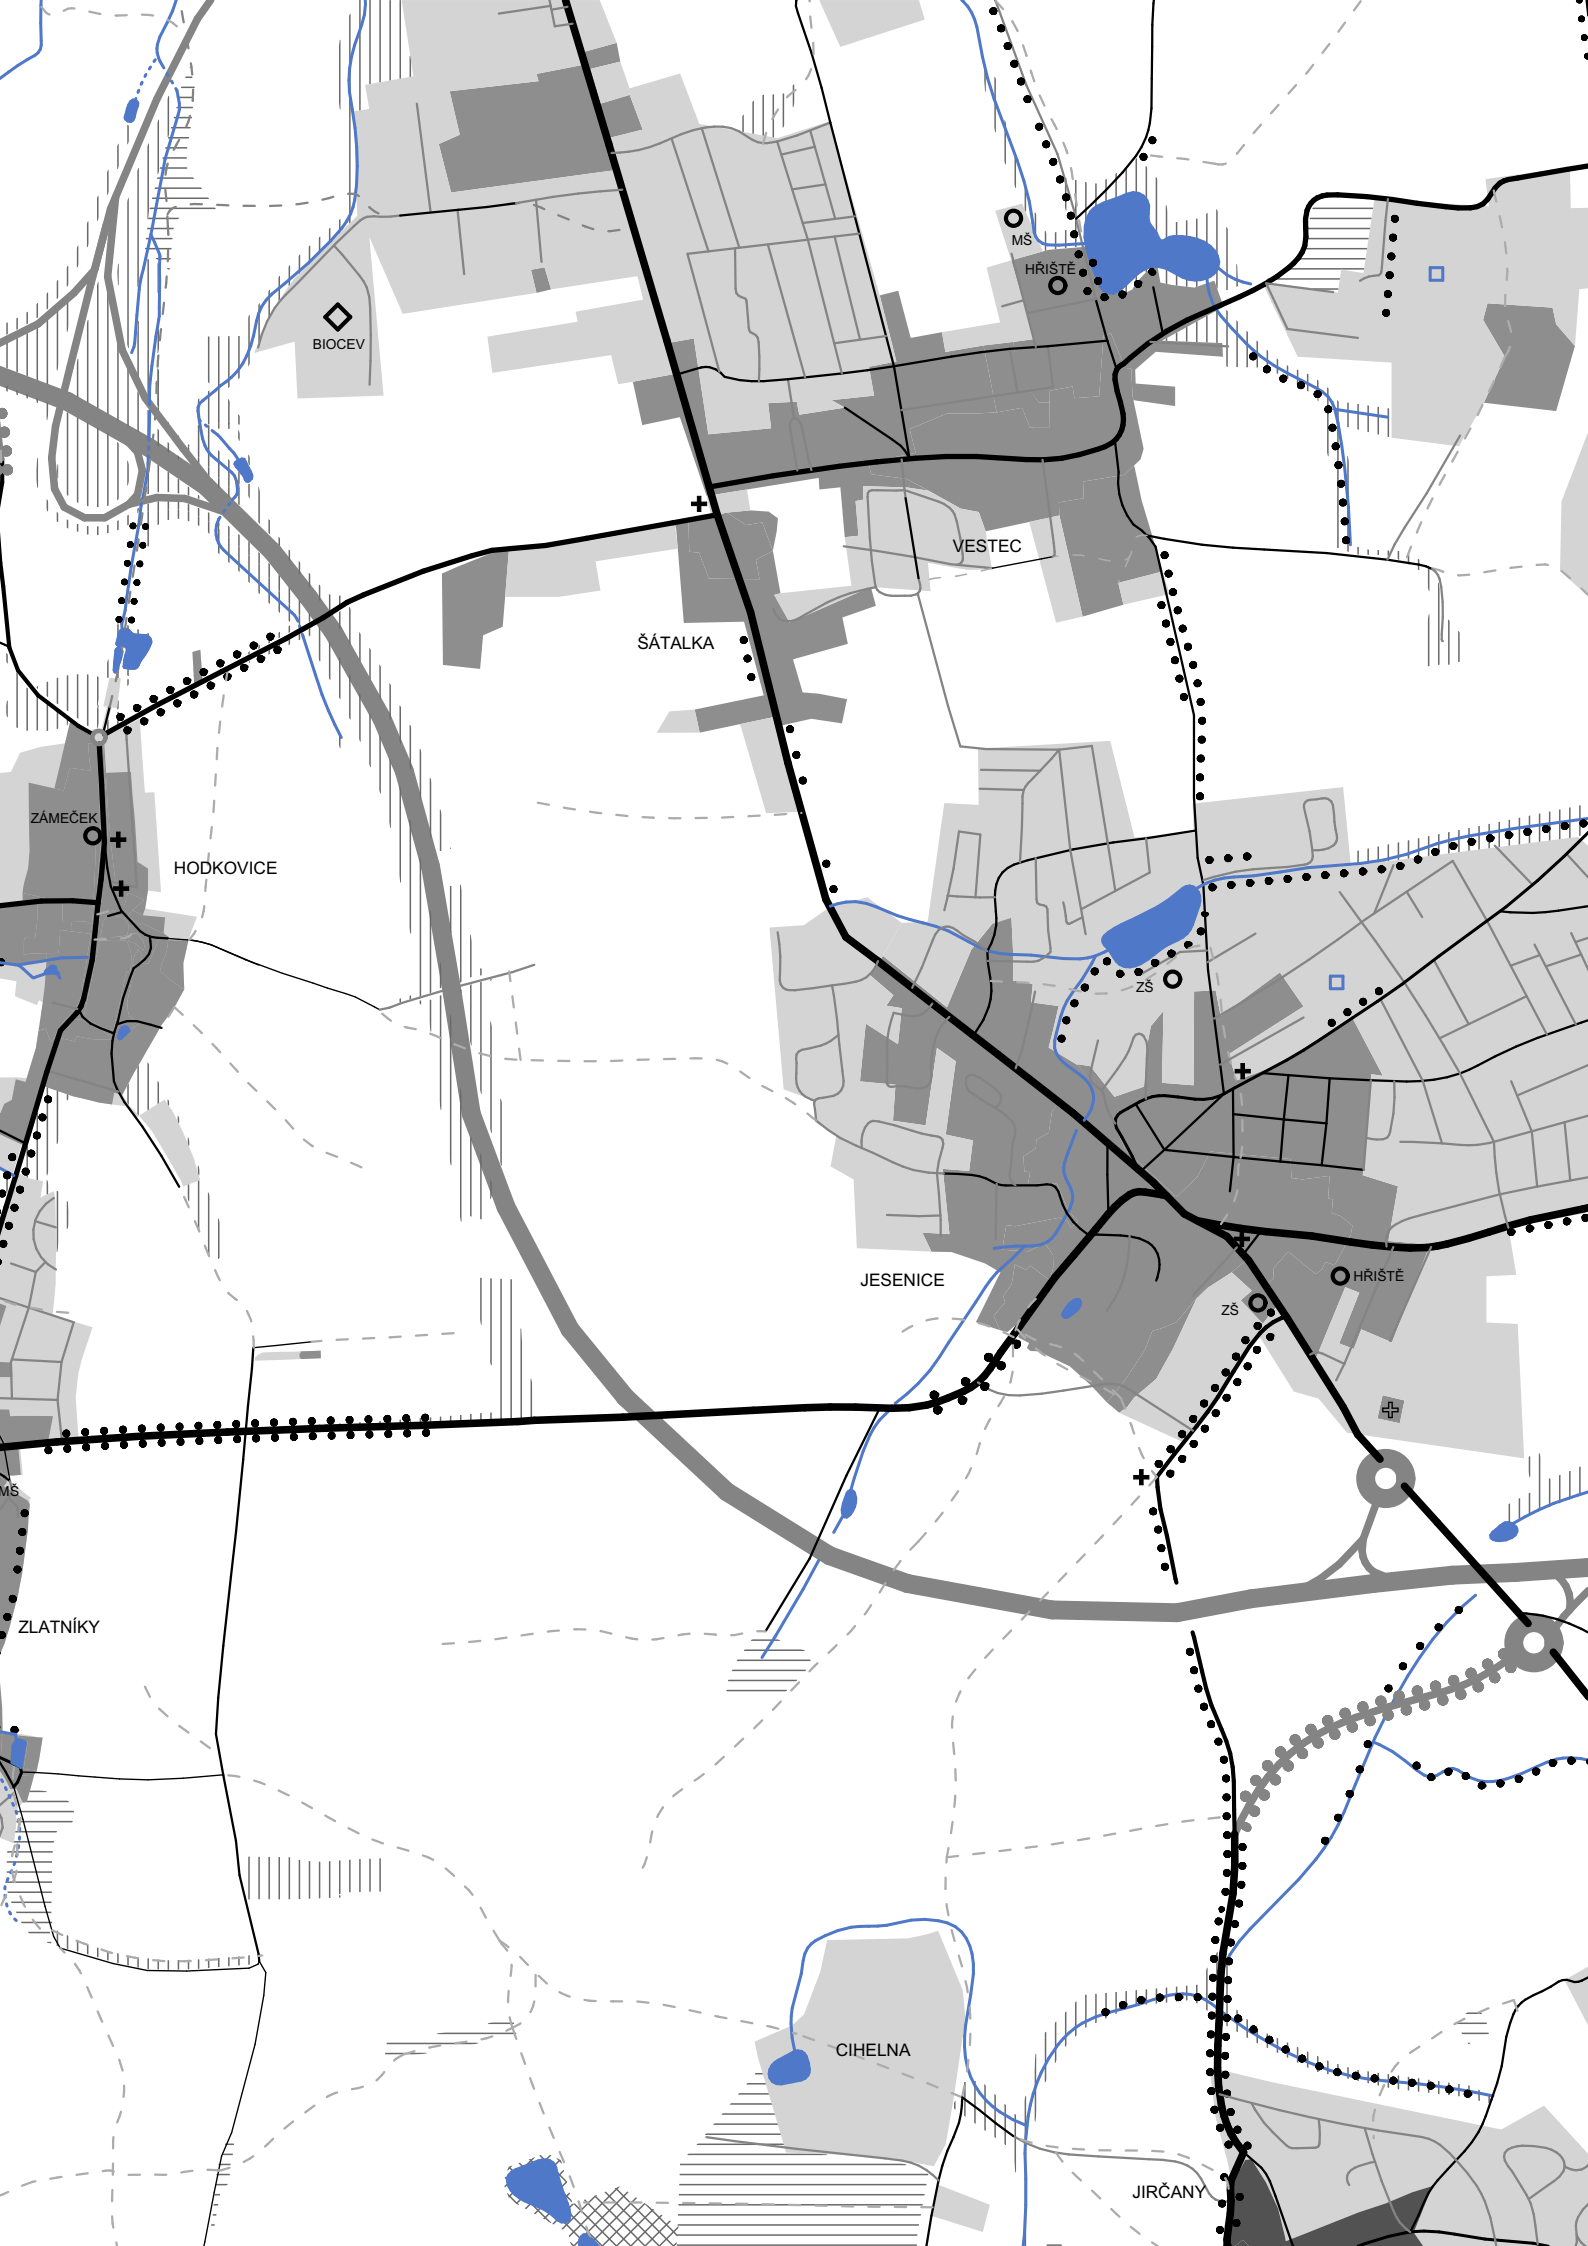 MŠ
HŘIŠTĚ
BIOCEV
VESTEC
ŠÁTALKA
ZÁMEČEK
HODKOVICE
ZŠ
JESENICE
HŘIŠTĚ
ZŠ
MŠ
ZLATNÍKY
CIHELNA
JIRČANY